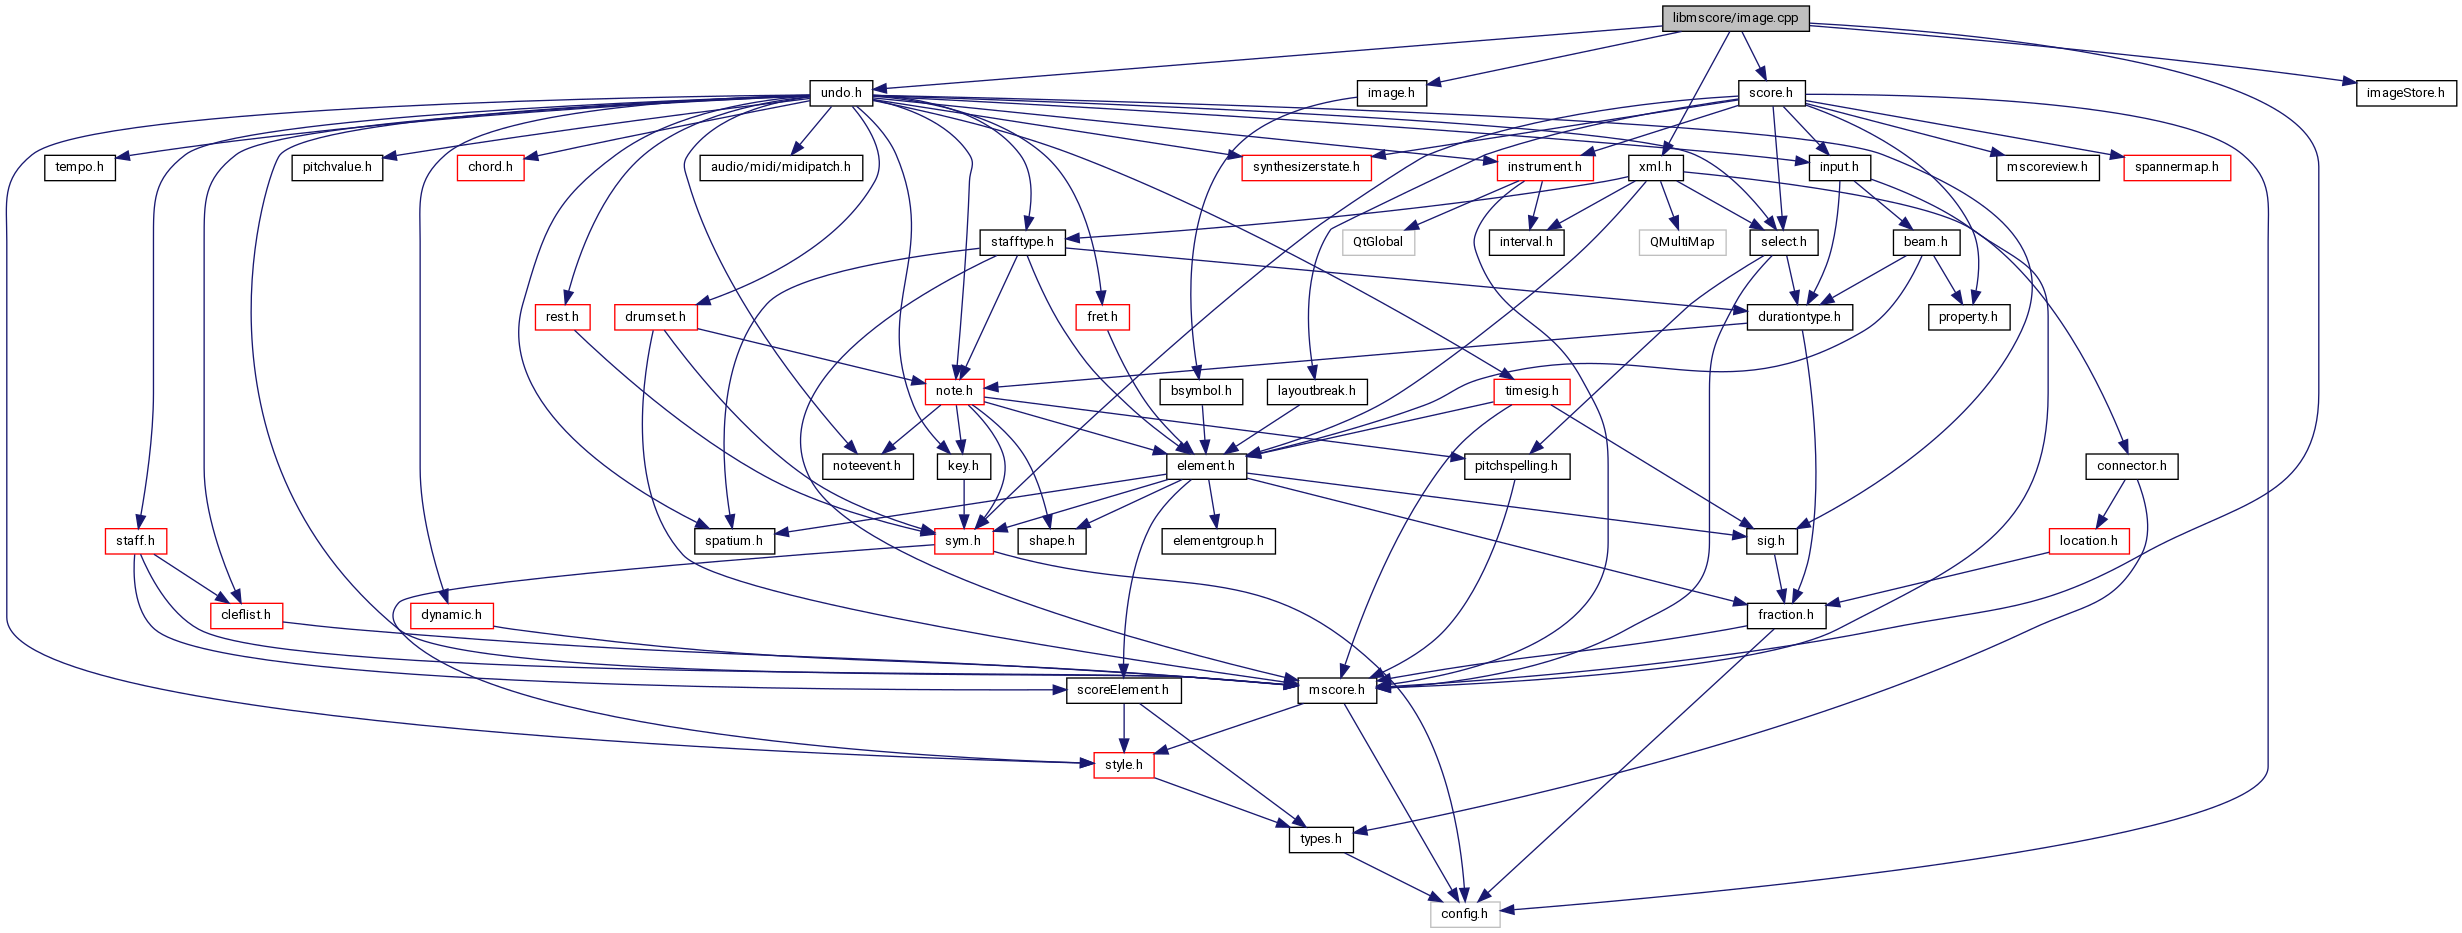 libmscore/image.cpp
undo.h
image.h
score.h
imageStore.h
tempo.h
pitchvalue.h
chord.h
audio/midi/midipatch.h
synthesizerstate.h
instrument.h
xml.h
input.h
mscoreview.h
spannermap.h
stafftype.h
QtGlobal
interval.h
QMultiMap
select.h
beam.h
rest.h
drumset.h
fret.h
durationtype.h
property.h
note.h
bsymbol.h
layoutbreak.h
timesig.h
noteevent.h
key.h
element.h
pitchspelling.h
connector.h
staff.h
spatium.h
sym.h
shape.h
elementgroup.h
sig.h
location.h
cleflist.h
dynamic.h
fraction.h
scoreElement.h
mscore.h
style.h
types.h
config.h